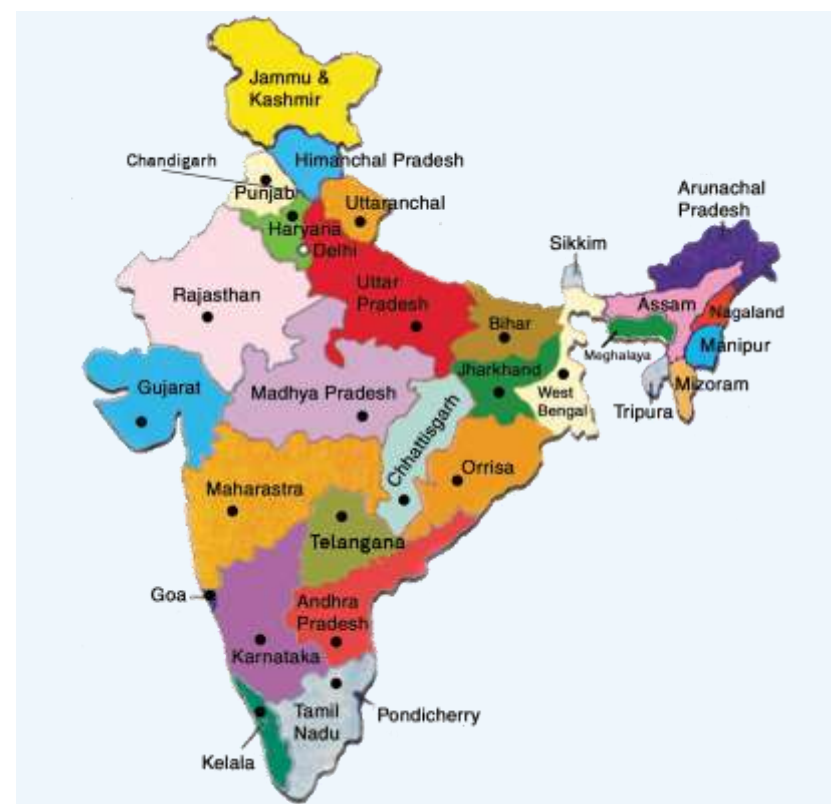 Jammu &
Kashmir
Chandigarh
Himanchal Pradesh
Punjab
Uttaranchal
Arunachal
Pradesh
Haryana
Delhi
Sikkim
Uttar
Pradesh
Rajasthan
Assam
Nagaland
Bihar
Meghalaya
Manipur
Jharkhand
Gujarat
Madhya Pradesh
West
Bengal
Mizoram
Tripura
Chhattisgarh
Orrisa
Maharastra
Telangana
Goa
Andhra
Pradesh
Karnataka
Tamil
Nadu
Pondicherry
Kelala